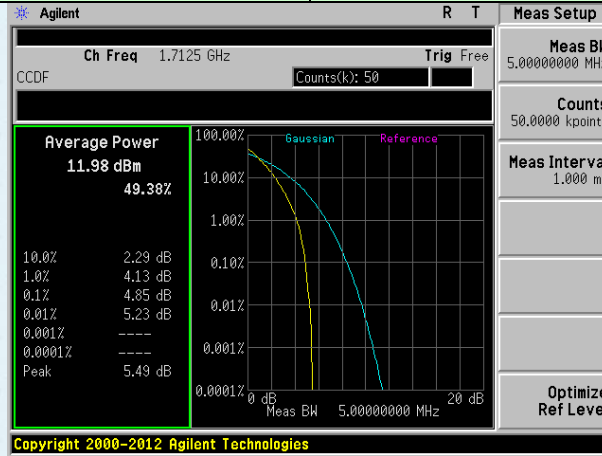 Agilent R T Meas Setup
Ch Freq 1.7125 GHz Trig Free
CCDF Counts(k): 50
Meas B
5.00000000 MH
Count
50.0000 kpoint
Meas Interva
1.000 m
Average Power
11.98 dBm
49.38%
10.0% 2.29 dB
1.0% 4.13 dB
0.1% 4.85 dB
0.01% 5.23 dB
0.001% ----
0.0001% ----
Peak 5.49 dB
Gaussian Reference
100.00%
10.00%
1.00%
0.10%
0.01%
0.001%
0.0001%
0 dB 20 dB
Meas BW 5.00000000 MHz
Optimize
Ref Leve
Copyright 2000-2012 Agilent Technologies